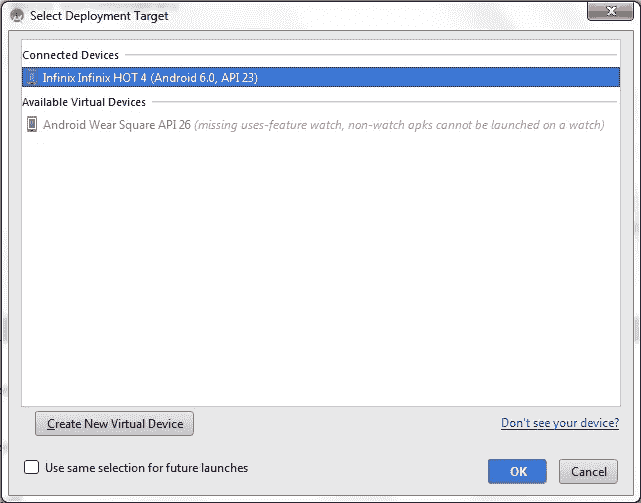 Select Deployment Target
Connected Devices
Infinix Infinix HOT 4 (Android 6.0, API 23)
Available Virtual Devices
Android Wear Square API 26 (missing uses-feature watch, non-watch apks cannot be launched on a watch)
Create New Virtual Device
Don't see your device?
Use same selection for future launches
OK
Cancel